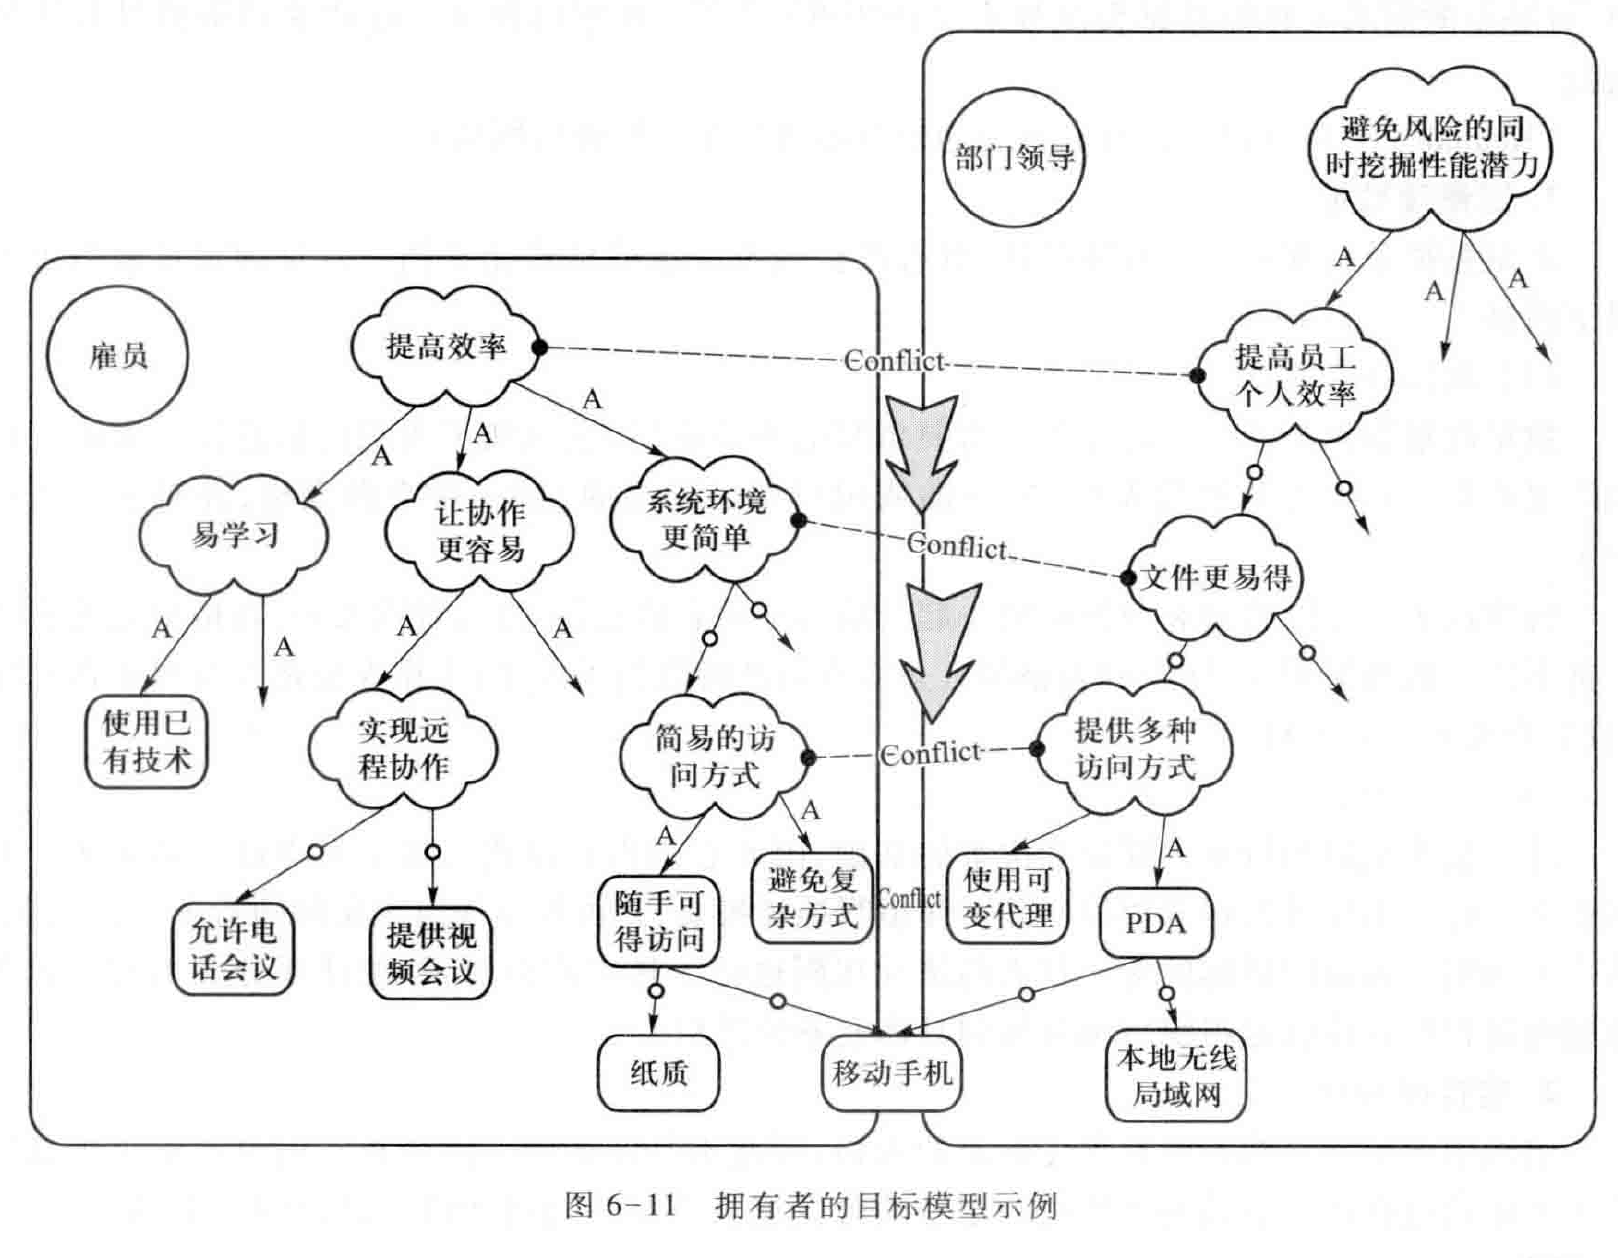 部门领导
避免风险的同
时挖掘性能潜力
A
A
A
雇员
提高效率
Conflict
提高员工
个人效率
A
A
A
易学习
让协作
更容易
系统环境
更简单
Conflict
文件更易得
A
A
A
A
使用已
有技术
实现远
程协作
简易的访
问方式
Conflict
提供多种
访问方式
A
A
A
允许电
话会议
提供视
频会议
随手可
得访问
避免复
杂方式
Conflict
使用可
变代理
PDA
纸质
移动手机
本地无线
局域网
图 6-11 拥有者的目标模型示例